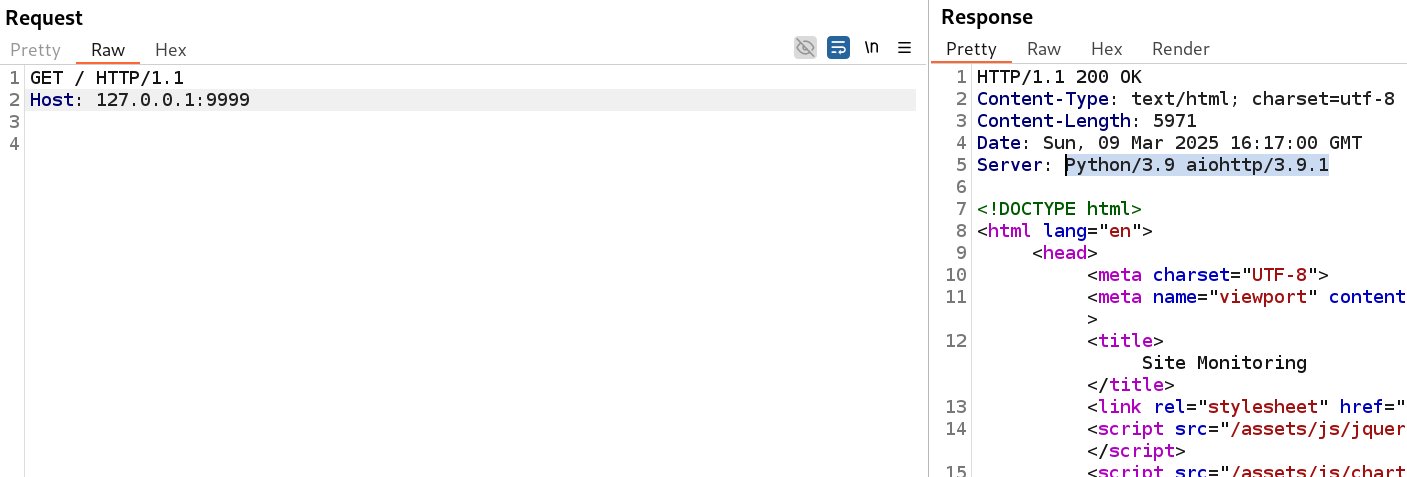 Request
Pretty Raw Hex
\n
1 GET / HTTP/1.1
2 Host: 127.0.0.1:9999
3
4
Response
Pretty Raw Hex Render
1 HTTP/1.1 200 OK
2 Content-Type: text/html; charset=utf-8
3 Content-Length: 5971
4 Date: Sun, 09 Mar 2025 16:17:00 GMT
5 Server: Python/3.9 aiohttp/3.9.1
6
7 <!DOCTYPE html>
8 <html lang="en">
9 <head>
10 <meta charset="UTF-8">
11 <meta name="viewport" content
>
12 <title>
Site Monitoring
</title>
13 <link rel="stylesheet" href="
14 <script src="/assets/js/jquer
</script>
15 <script src="/assets/js/chart